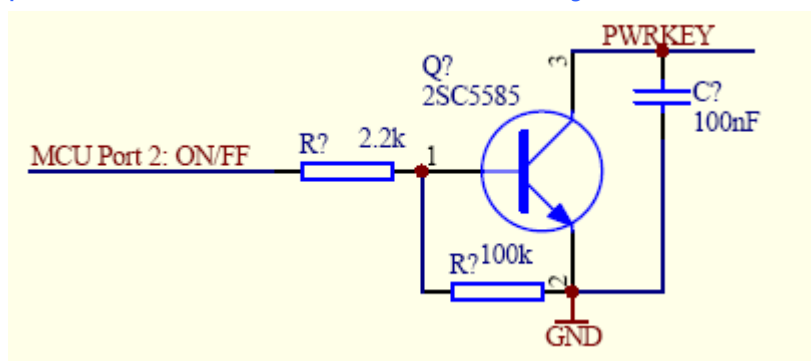 PWRKEY
3
Q?
2SC5585
C?
100nF
R?
2.2k
1
MCU Port 2: ON/FF
R?
100k
2
GND